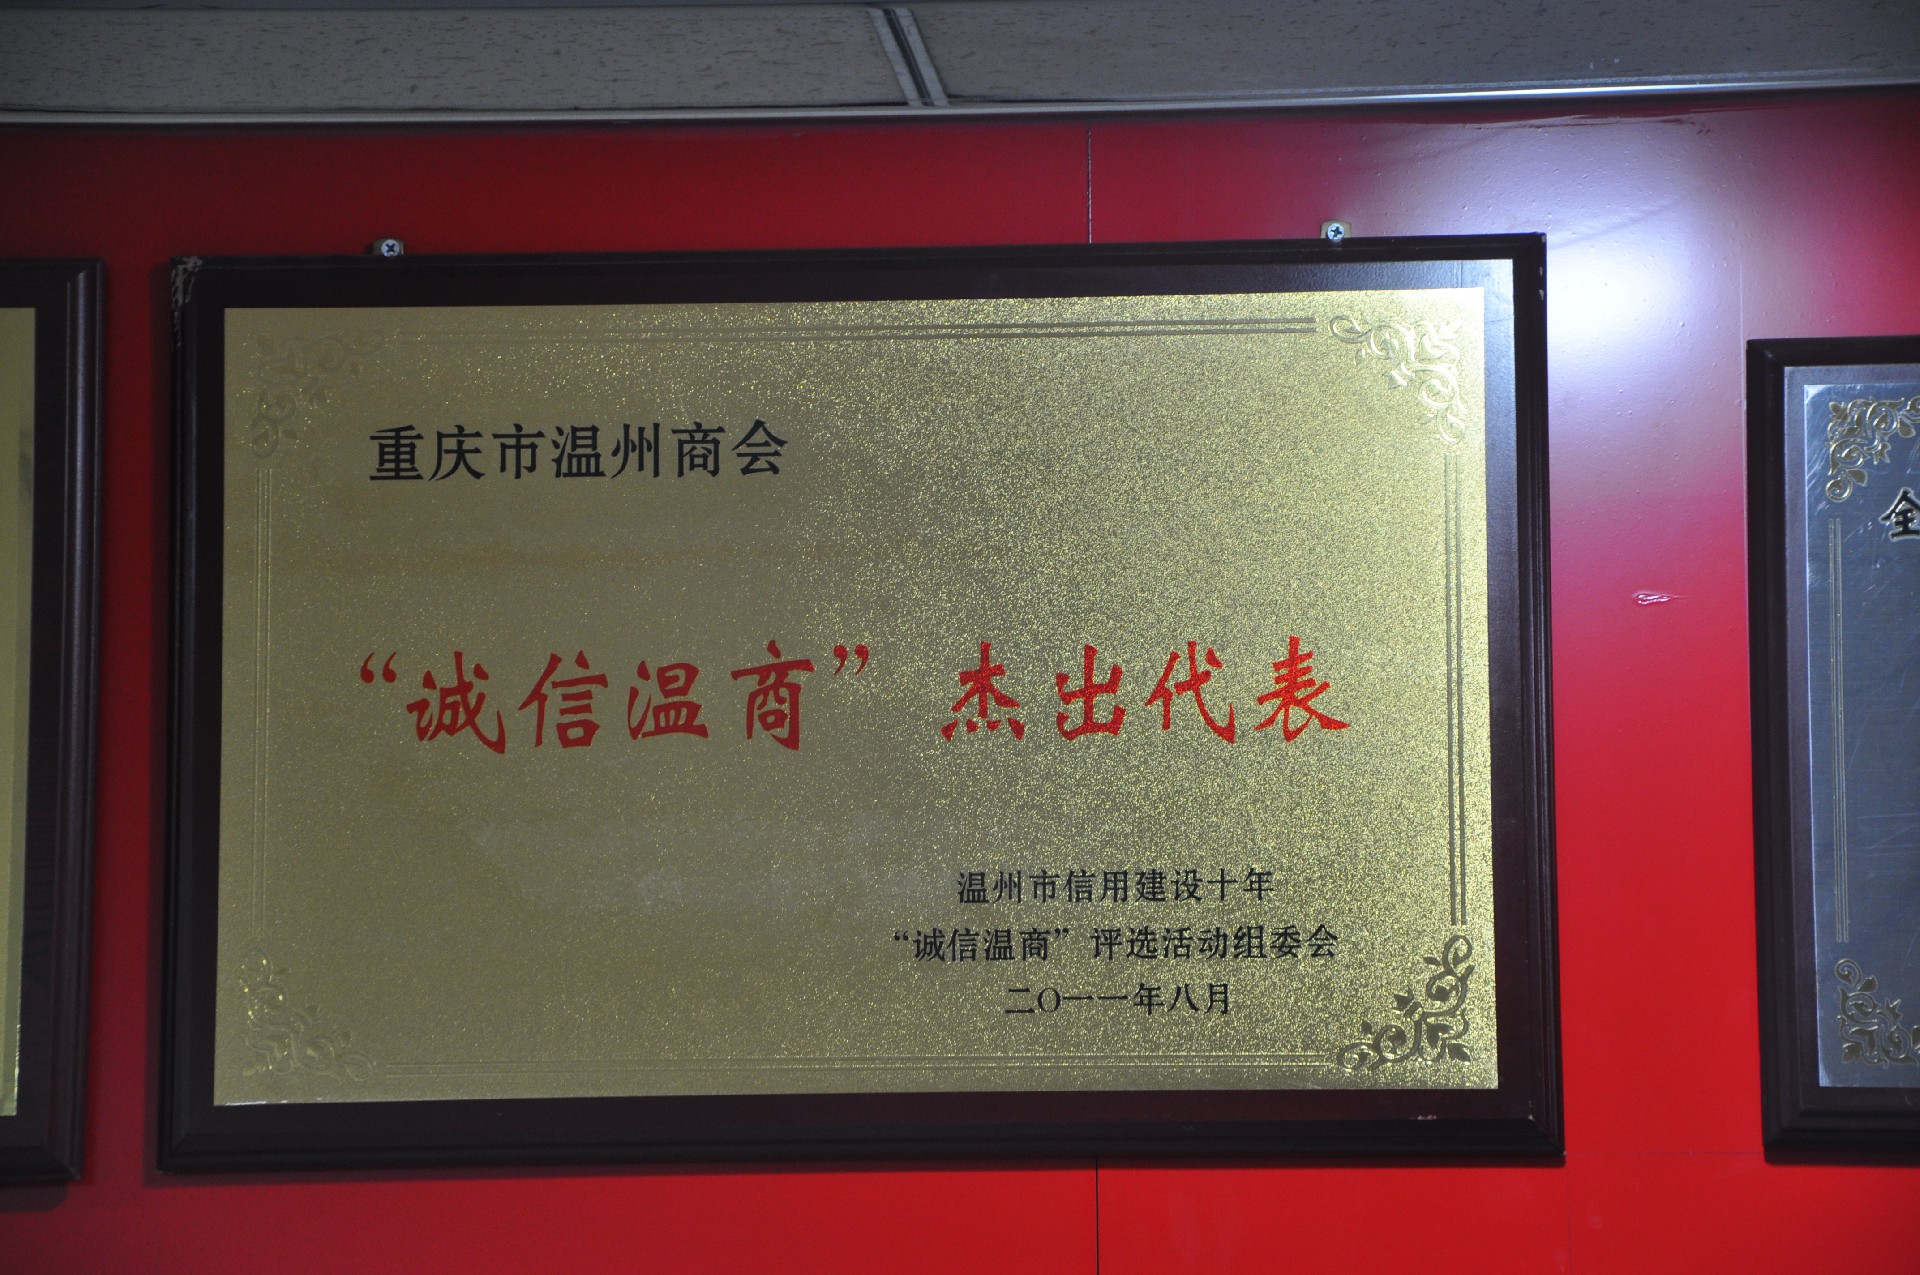 重庆市温州商会
“诚信温商”杰出代表
温州市信用建设十年
“诚信温商”评选活动组委会
二〇一一年八月
全